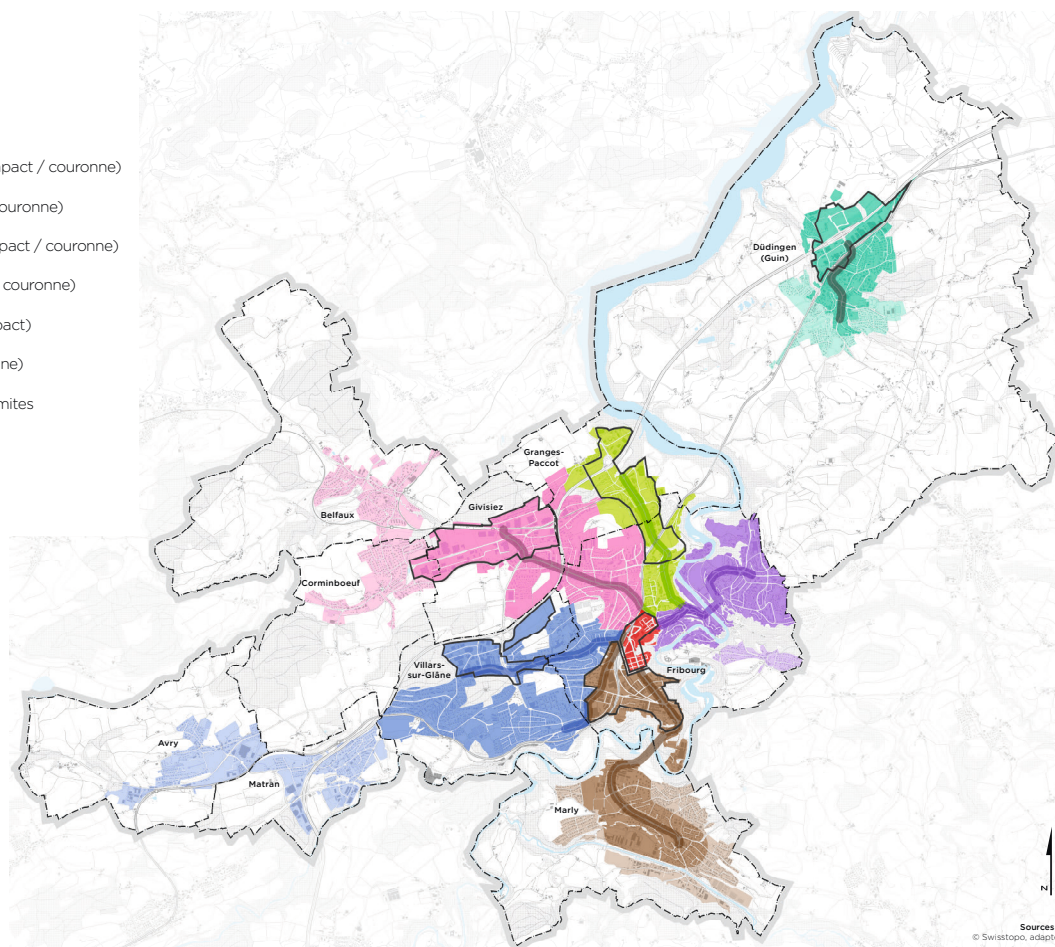 pact / couronne)
ouronne)
pact / couronne)
couronne)
pact)
ne)
mites
Düdingen
(Guin)
Granges-
Paccot
Givisiez
Belfaux
Corminboeuf
Villars-
sur-Glâne
Fribourg
Avry
Matran
Marly
N
Sources
© Swisstopo, adapt